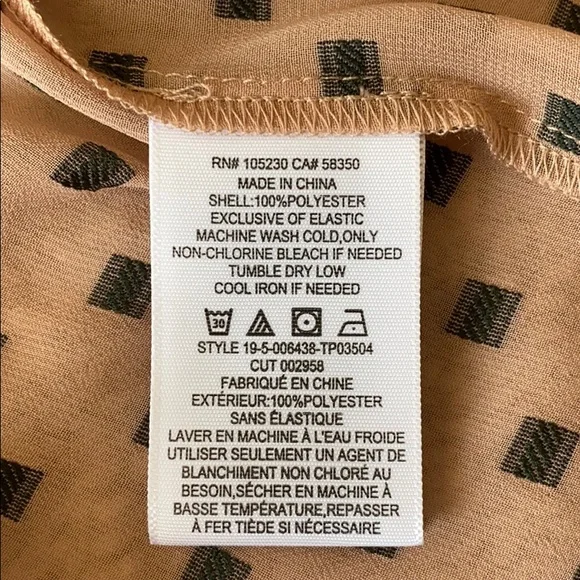 RN# 105230 CA# 58350
MADE IN CHINA
SHELL:100%POLYESTER
EXCLUSIVE OF ELASTIC
MACHINE WASH COLD,ONLY
NON-CHLORINE BLEACH IF NEEDED
TUMBLE DRY LOW
COOL IRON IF NEEDED
30
STYLE 19-5-006438-TP03504
CUT 002958
FABRIQUÉ EN CHINE
EXTÉRIEUR:100%POLYESTER
SANS ÉLASTIQUE
LAVER EN MACHINE À L'EAU FROIDE
UTILISER SEULEMENT UN AGENT DE
BLANCHIMENT NON CHLORÉ AU
BESOIN,SÉCHER EN MACHINE À
BASSE TEMPÉRATURE,REPASSER
À FER TIÈDE SI NÉCESSAIRE